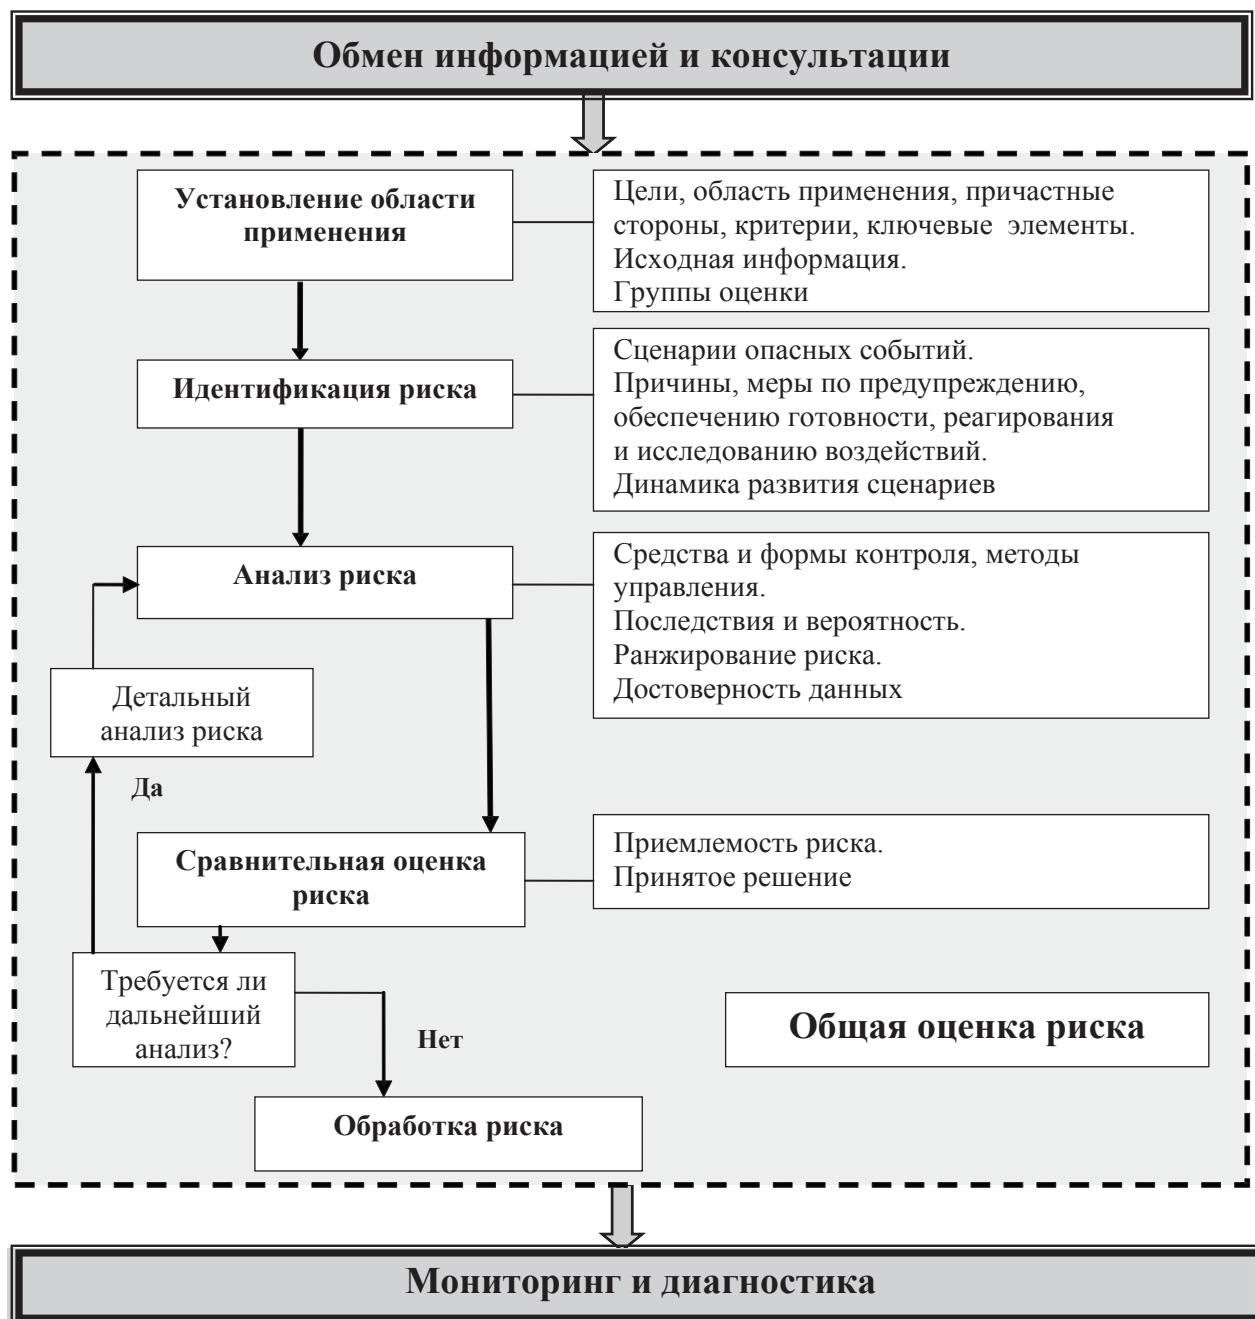 Обмен информацией и консультации
Установление области
применения
Цели, область применения, причастные
стороны, критерии, ключевые элементы.
Исходная информация.
Группы оценки
Идентификация риска
Сценарии опасных событий.
Причины, меры по предупреждению,
обеспечению готовности, реагирования
и исследованию воздействий.
Динамика развития сценариев
Анализ риска
Средства и формы контроля, методы
управления.
Последствия и вероятность.
Ранжирование риска.
Достоверность данных
Детальный
анализ риска
Да
Сравнительная оценка
риска
Приемлемость риска.
Принятое решение
Требуется ли
дальнейший
анализ?
Нет
Общая оценка риска
Обработка риска
Мониторинг и диагностика